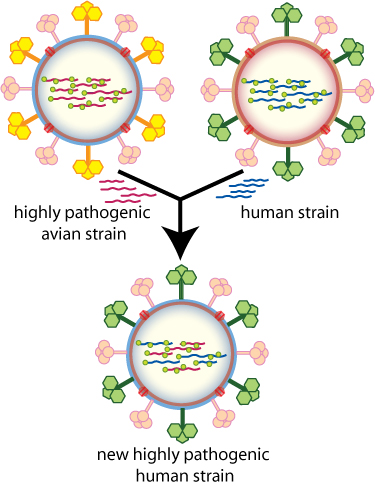 highly pathogenic
avian strain
human strain
new highly pathogenic
human strain